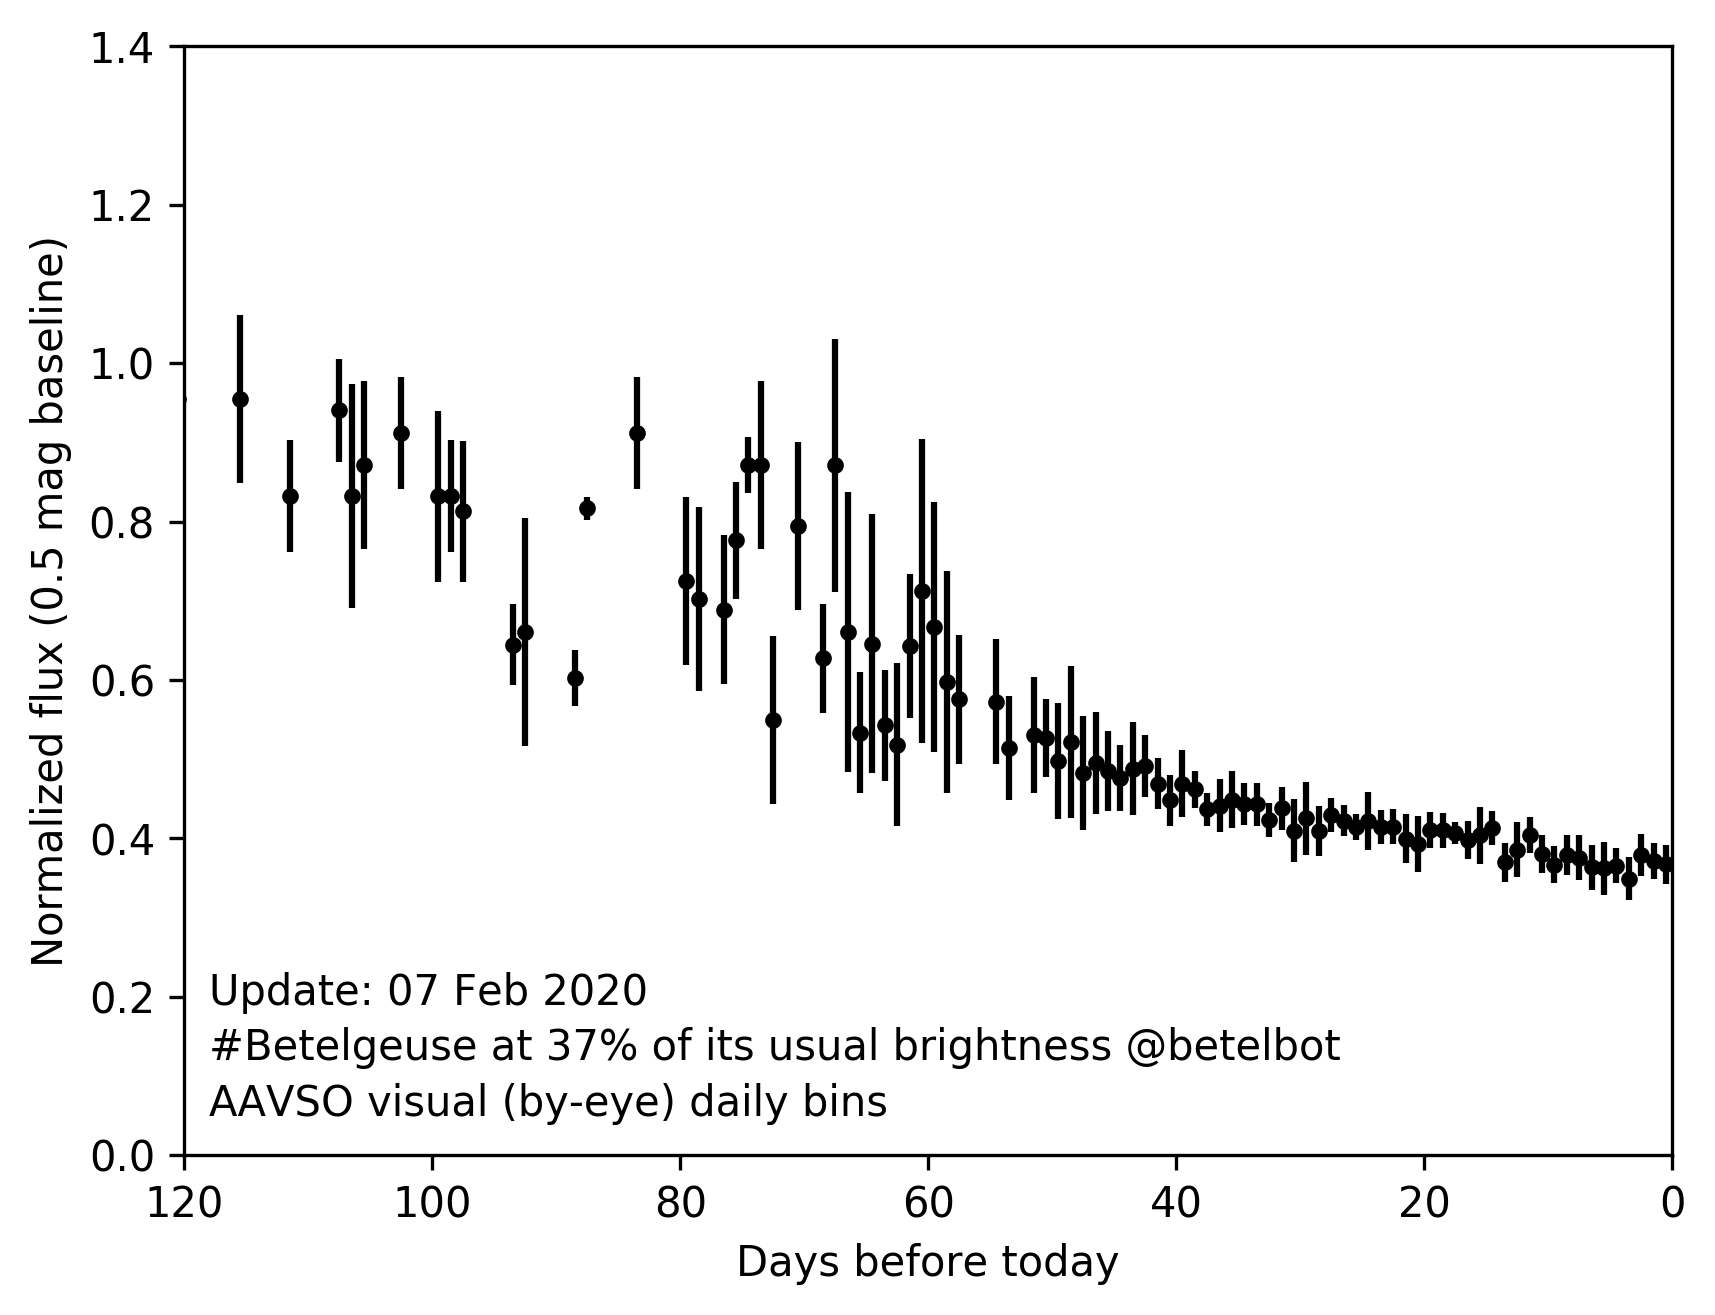 1.4
1.2
1.0
0.8
0.6
0.4
0.2
0.0
Normalized flux (0.5 mag baseline)
Update: 07 Feb 2020
#Betelgeuse at 37% of its usual brightness @betelbot
AAVSO visual (by-eye) daily bins
120 100 80 60 40 20 0
Days before today